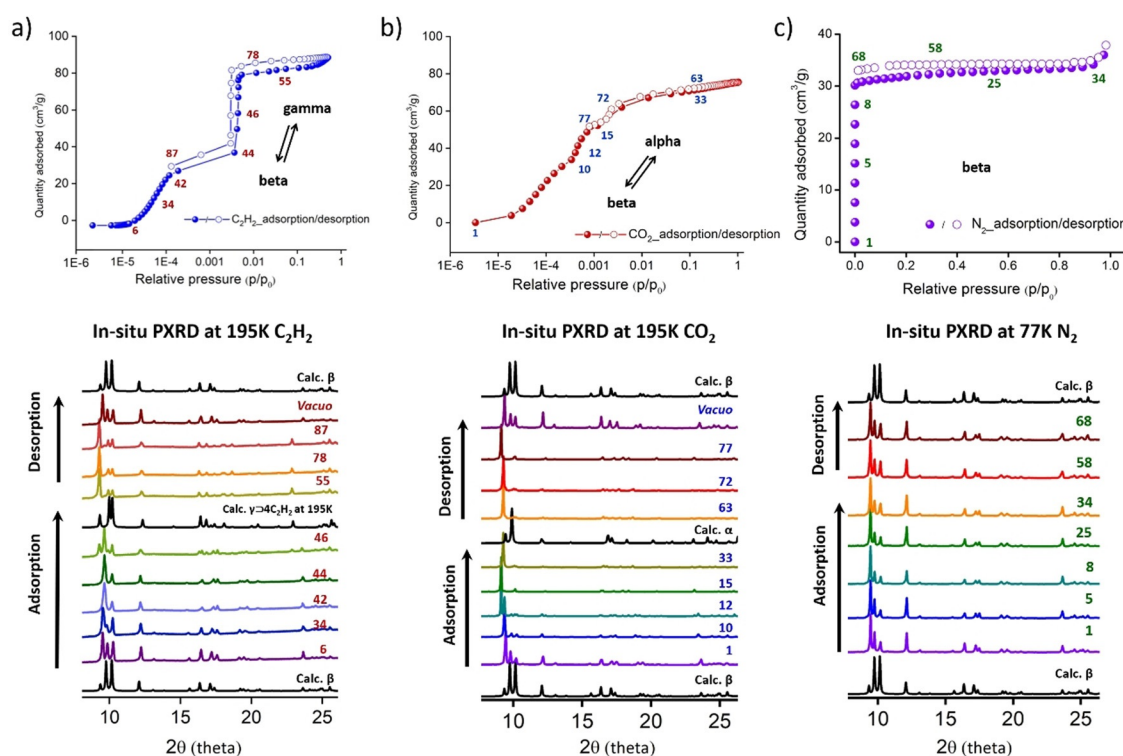 a)
100
80
60
40
20
0
Quantity adsorbed (cm³/g)
78
55
46
gamma
beta
87
44
42
34
6
C₂H₂_adsorption/desorption
1E-6
1E-5
1E-4
0.001
0.01
0.1
1
Relative pressure (p/p₀)
b)
100
80
60
40
20
0
Quantity adsorbed (cm³/g)
63
33
72
77
15
12
10
alpha
beta
1
CO₂_adsorption/desorption
1E-6
1E-5
1E-4
0.001
0.01
0.1
1
Relative pressure (p/p₀)
c)
40
30
20
10
0
Quantity adsorbed (cm³/g)
68
58
25
34
8
5
beta
1
/ N₂_adsorption/desorption
0.0
0.2
0.4
0.6
0.8
1.0
Relative pressure (p/p₀)
In-situ PXRD at 195K C₂H₂
Desorption
Adsorption
Calc. β
Vacuo
87
78
55
Calc. γ⊃4C₂H₂ at 195K
46
44
42
34
6
Calc. β
10
15
20
25
2θ (theta)
In-situ PXRD at 195K CO₂
Desorption
Adsorption
Calc. β
Vacuo
77
72
63
Calc. α
33
15
12
10
1
Calc. β
10
15
20
25
2θ (theta)
In-situ PXRD at 77K N₂
Desorption
Adsorption
Calc. β
68
58
34
25
8
5
1
Calc. β
10
15
20
25
2θ (theta)